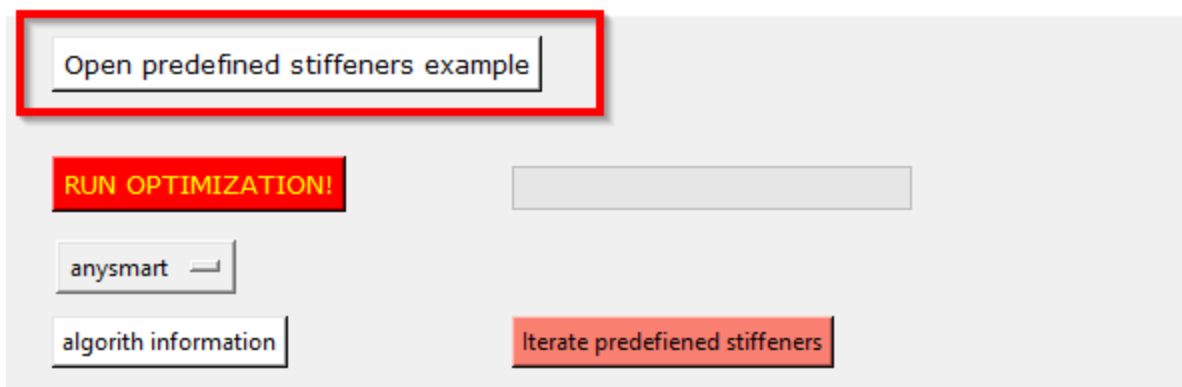 Open predefined stiffeners example
RUN OPTIMIZATION!
anysmart
algorith information
Iterate predefiened stiffeners